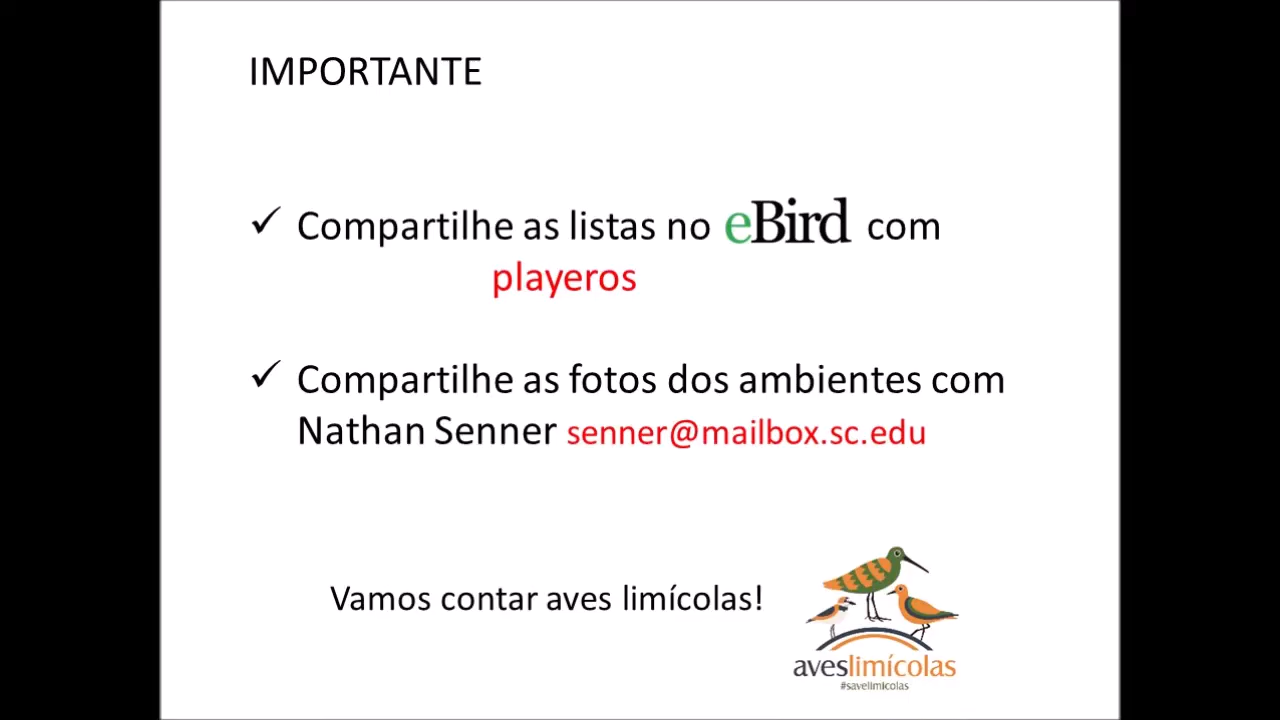 IMPORTANTE
✓ Compartilhe as listas no eBird com
playeros
✓ Compartilhe as fotos dos ambientes com
Nathan Senner senner@mailbox.sc.edu
Vamos contar aves limícolas!
aveslimícolas
#savelimicolas